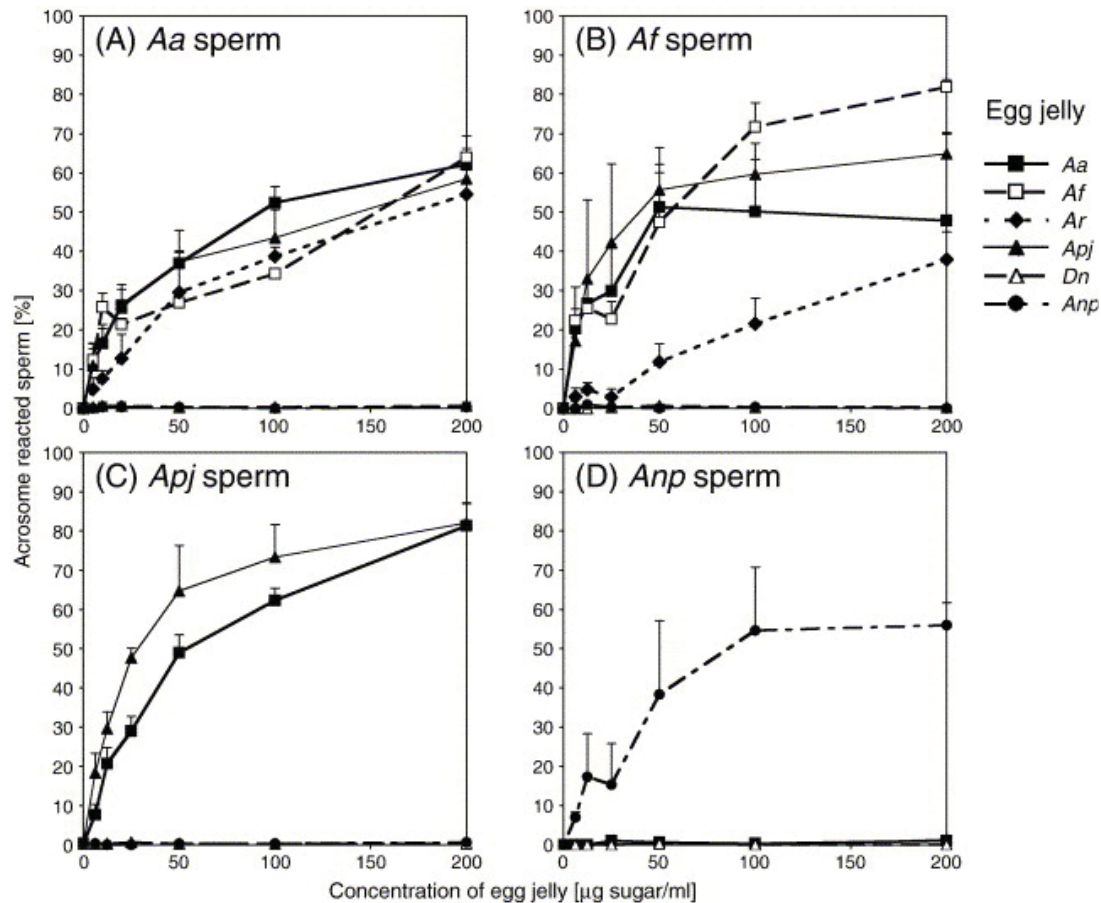 (A) Aa sperm
100
90
80
70
60
50
40
30
20
10
0
0 50 100 150 200
(B) Af sperm
100
90
80
70
60
50
40
30
20
10
0
0 50 100 150 200
Egg jelly
Aa
Af
Ar
Apj
Dn
Anp
(C) Apj sperm
100
90
80
70
60
50
40
30
20
10
0
0 50 100 150 200
(D) Anp sperm
100
90
80
70
60
50
40
30
20
10
0
0 50 100 150 200
Acrosome reacted sperm [%]
Concentration of egg jelly [μg sugar/ml]